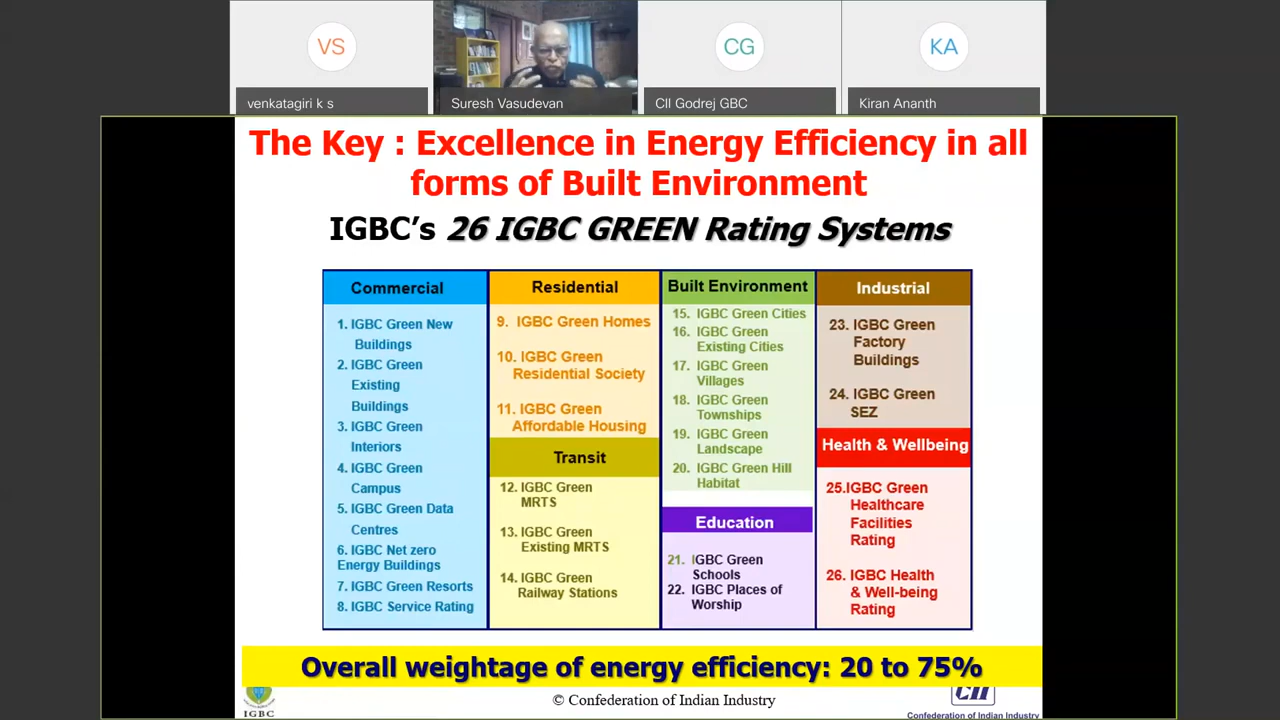 VS
CG
KA
venkatagiri k s
Suresh Vasudevan
CII Godrej GBC
Kiran Ananth
The Key : Excellence in Energy Efficiency in all
forms of Built Environment
IGBC’s 26 IGBC GREEN Rating Systems
Commercial
1. IGBC Green New
Buildings
2. IGBC Green
Existing
Buildings
3. IGBC Green
Interiors
4. IGBC Green
Campus
5. IGBC Green Data
Centres
6. IGBC Net zero
Energy Buildings
7. IGBC Green Resorts
8. IGBC Service Rating
Residential
9. IGBC Green Homes
10. IGBC Green
Residential Society
11. IGBC Green
Affordable Housing
Transit
12. IGBC Green
MRTS
13. IGBC Green
Existing MRTS
14. IGBC Green
Railway Stations
Built Environment
15. IGBC Green Cities
16. IGBC Green
Existing Cities
17. IGBC Green
Villages
18. IGBC Green
Townships
19. IGBC Green
Landscape
20. IGBC Green Hill
Habitat
Education
21. IGBC Green
Schools
22. IGBC Places of
Worship
Industrial
23. IGBC Green
Factory
Buildings
24. IGBC Green
SEZ
Health & Wellbeing
25.IGBC Green
Healthcare
Facilities
Rating
26. IGBC Health
& Well-being
Rating
Overall weightage of energy efficiency: 20 to 75%
IGBC
© Confederation of Indian Industry
CII
Confederation of Indian Industry